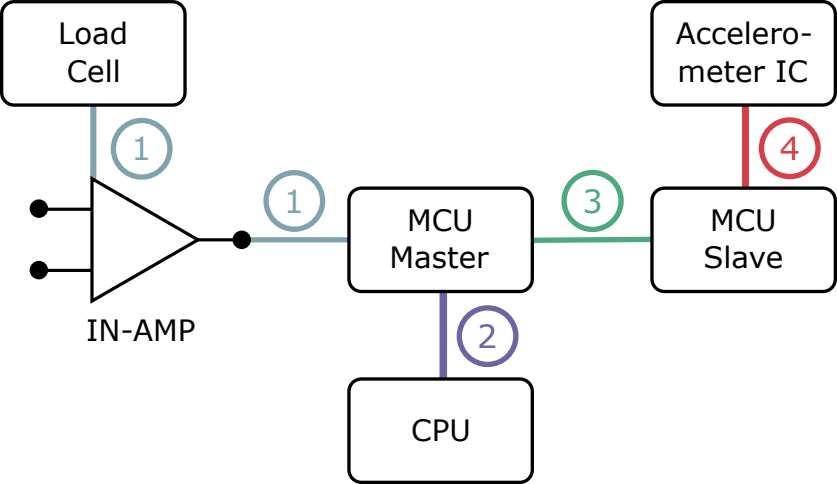 Load
Cell
Accelero-
meter IC
1
4
1
3
MCU
Master
MCU
Slave
IN-AMP
2
CPU